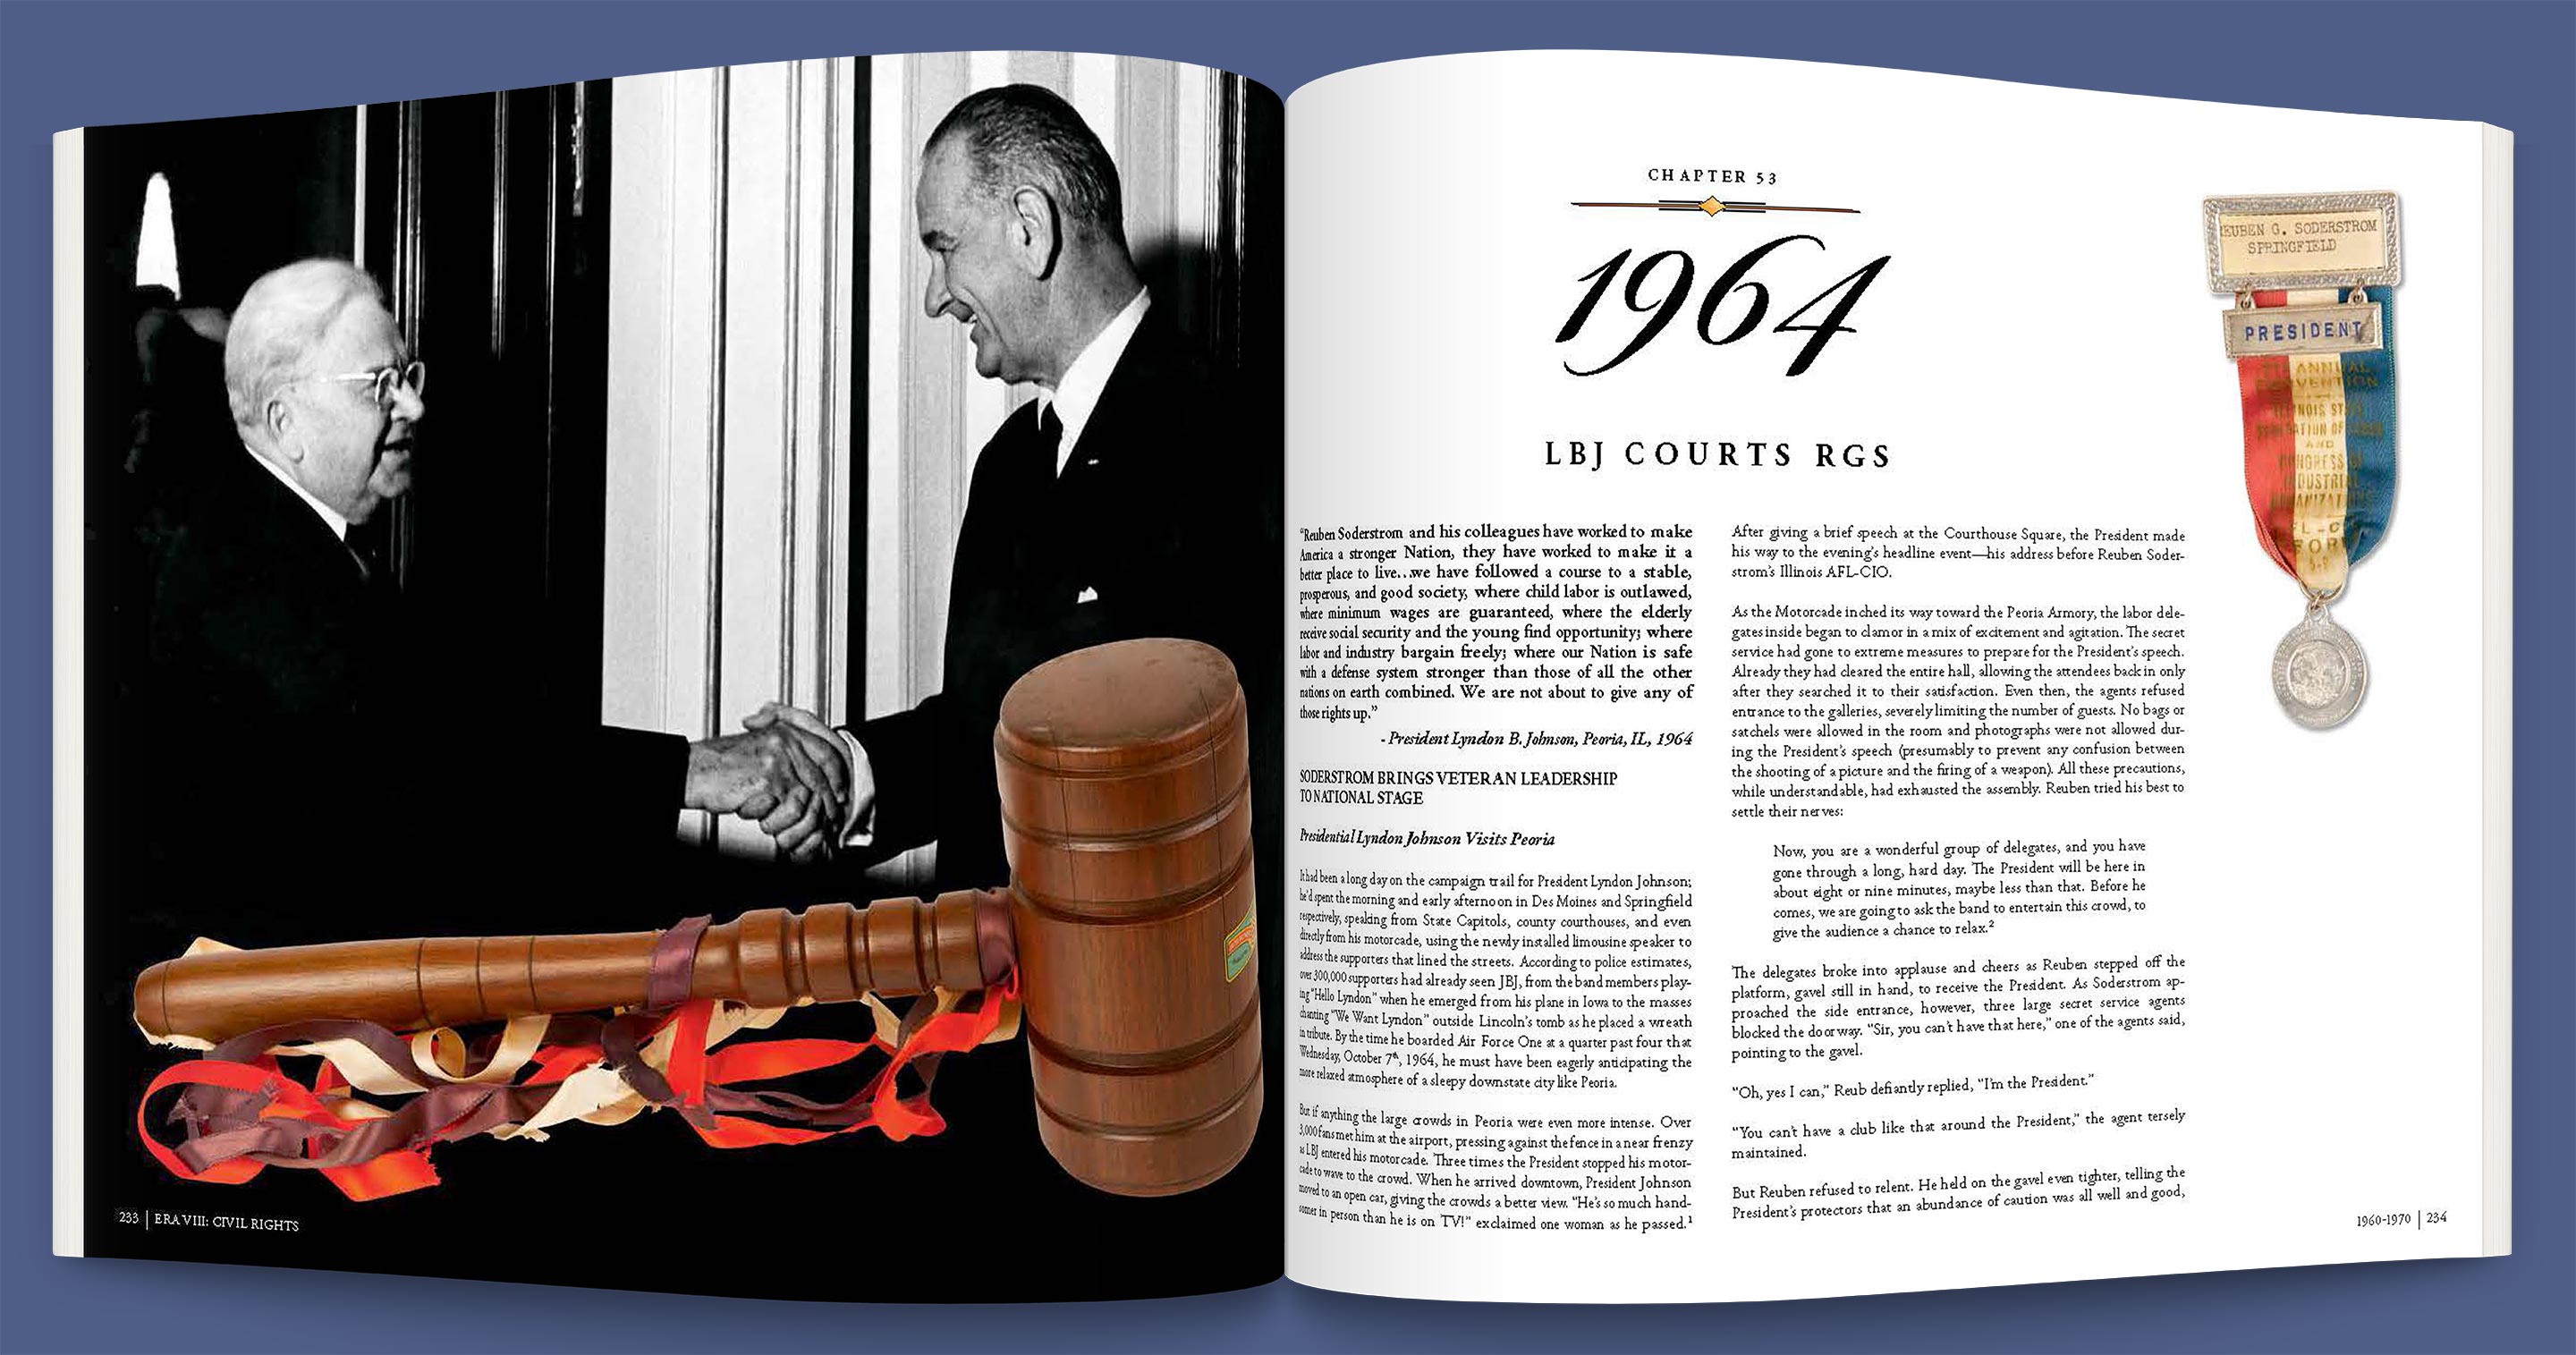 233 | ERA VIII: CIVIL RIGHTS
CHAPTER 53
1964
LBJ COURTS RGS
“Reuben Soderstrom and his colleagues have worked to make
America a stronger Nation, they have worked to make it a
better place to live…we have followed a course to a stable,
prosperous, and good society, where child labor is outlawed,
where minimum wages are guaranteed, where the elderly
receive social security and the young find opportunity; where
labor and industry bargain freely; where our Nation is safe
with a defense system stronger than those of all the other
nations on earth combined. We are not about to give any of
those rights up.”
- President Lyndon B. Johnson, Peoria, IL, 1964
SODERSTROM BRINGS VETERAN LEADERSHIP
TO NATIONAL STAGE
Presidential Lyndon Johnson Visits Peoria
It had been a long day on the campaign trail for President Lyndon Johnson;
he’d spent the morning and early afternoon in Des Moines and Springfield
respectively, speaking from State Capitols, county courthouses, and even
directly from his motorcade, using the newly installed limousine speaker to
address the supporters that lined the streets. According to police estimates,
over 300,000 supporters had already seen JBJ, from the band members play-
ing “Hello Lyndon” when he emerged from his plane in Iowa to the masses
chanting “We Want Lyndon” outside Lincoln’s tomb as he placed a wreath
in tribute. By the time he boarded Air Force One at a quarter past four that
Wednesday, October 7th, 1964, he must have been eagerly anticipating the
more relaxed atmosphere of a sleepy downstate city like Peoria.
But if anything the large crowds in Peoria were even more intense. Over
3,000 fans met him at the airport, pressing against the fence in a near frenzy
as LBJ entered his motorcade. Three times the President stopped his motor-
cade to wave to the crowd. When he arrived downtown, President Johnson
moved to an open car, giving the crowds a better view. “He’s so much hand-
somer in person than he is on TV!” exclaimed one woman as he passed.1
After giving a brief speech at the Courthouse Square, the President made
his way to the evening’s headline event—his address before Reuben Soder-
strom’s Illinois AFL-CIO.
As the Motorcade inched its way toward the Peoria Armory, the labor dele-
gates inside began to clamor in a mix of excitement and agitation. The secret
service had gone to extreme measures to prepare for the President’s speech.
Already they had cleared the entire hall, allowing the attendees back in only
after they searched it to their satisfaction. Even then, the agents refused
entrance to the galleries, severely limiting the number of guests. No bags or
satchels were allowed in the room and photographs were not allowed dur-
ing the President’s speech (presumably to prevent any confusion between
the shooting of a picture and the firing of a weapon). All these precautions,
while understandable, had exhausted the assembly. Reuben tried his best to
settle their nerves:
Now, you are a wonderful group of delegates, and you have
gone through a long, hard day. The President will be here in
about eight or nine minutes, maybe less than that. Before he
comes, we are going to ask the band to entertain this crowd, to
give the audience a chance to relax.2
The delegates broke into applause and cheers as Reuben stepped off the
platform, gavel still in hand, to receive the President. As Soderstrom ap-
proached the side entrance, however, three large secret service agents
blocked the doorway. “Sir, you can’t have that here,” one of the agents said,
pointing to the gavel.
“Oh, yes I can,” Reub defiantly replied, “I’m the President.”
“You can’t have a club like that around the President,” the agent tersely
maintained.
But Reuben refused to relent. He held on the gavel even tighter, telling the
President’s protectors that an abundance of caution was all well and good,
EUBEN G. SODERSTROM
SPRINGFIELD
PRESIDENT
ANNUAL
AND
1960-1970 | 234